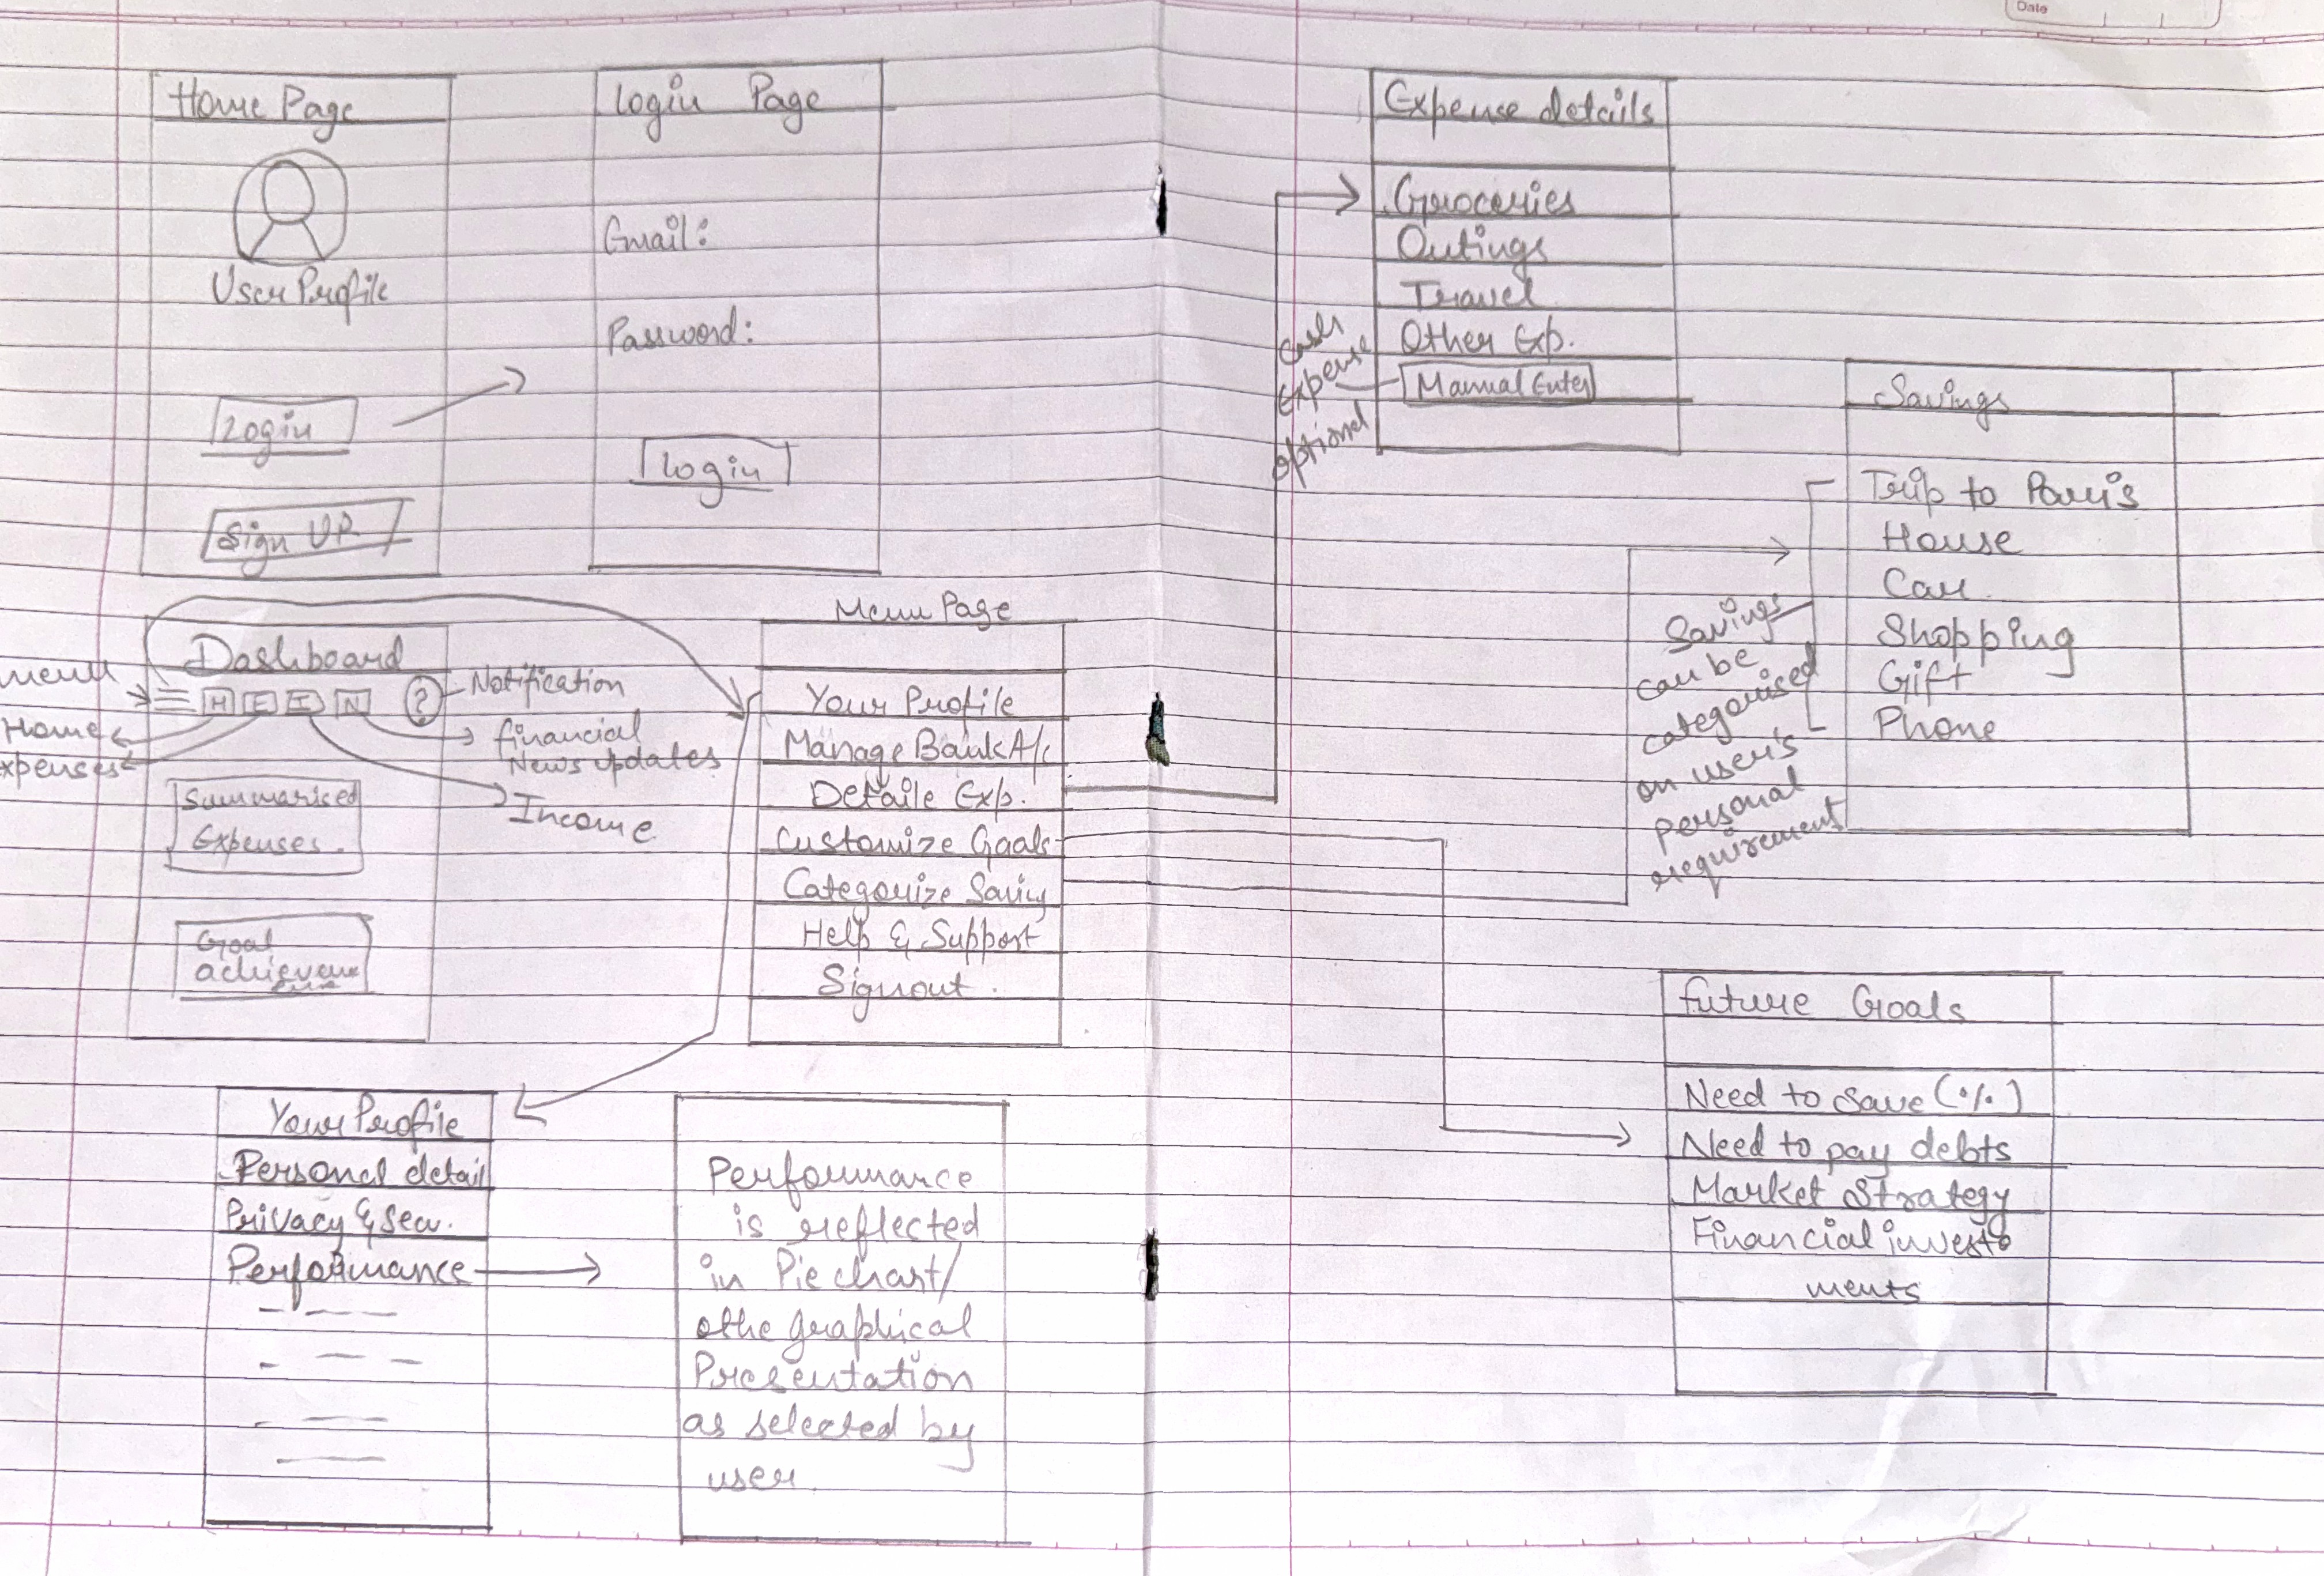 Date
Home Page
User Profile
Login
Sign UP
Login Page
Gmail:
Password:
Login
Expense details
Groceries
Outings
Travel
Other Exp.
Manual Enter
Cash
Expense
optional
Savings
Trip to Paris
House
Car
Shopping
Gift
Phone
Savings
can be
categorised
on user's
personal
requirement
Dashboard
menu
H E I N ?
Notification
Home
xpenses
financial
News updates
Income
Summarised
Expenses.
Goal
achieveme
Menu Page
Your Profile
Manage Bank A/c
Detaile Exp.
Customize Goals
Categorize Saving
Help & Support
Signout.
Future Goals
Need to save (%)
Need to pay debts
Market Strategy
Financial invest
ments
Your Profile
Personal detail
Privacy & Secu.
Performance
Performance
is reflected
in Pie chart/
othe graphical
Presentation
as selected by
user.